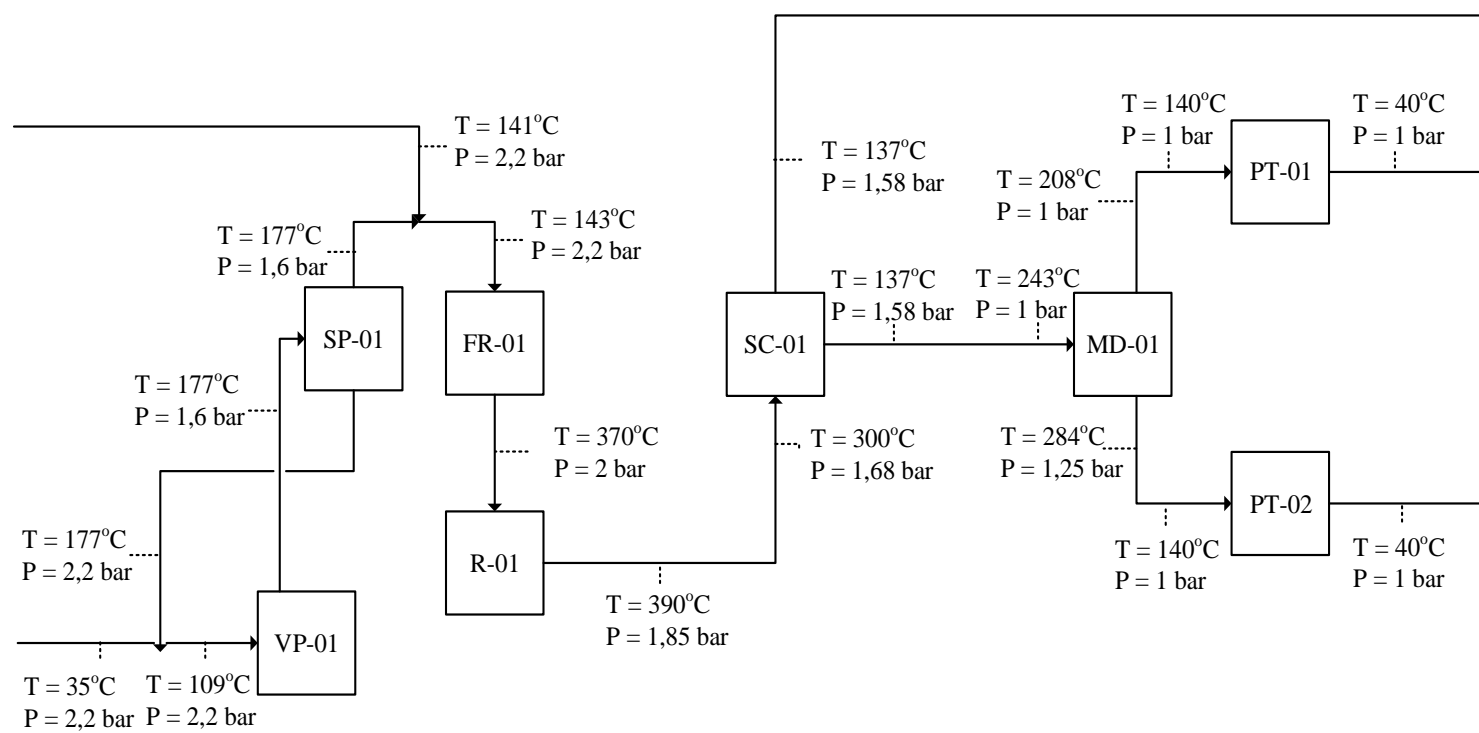 T = 141°C
P = 2,2 bar
T = 177°C
P = 1,6 bar
T = 143°C
P = 2,2 bar
SP-01
FR-01
T = 177°C
P = 1,6 bar
T = 370°C
P = 2 bar
T = 177°C
P = 2,2 bar
R-01
VP-01
T = 35°C
P = 2,2 bar
T = 109°C
P = 2,2 bar
T = 390°C
P = 1,85 bar
T = 137°C
P = 1,58 bar
SC-01
T = 137°C
P = 1,58 bar
T = 243°C
P = 1 bar
T = 300°C
P = 1,68 bar
MD-01
T = 208°C
P = 1 bar
T = 140°C
P = 1 bar
PT-01
T = 40°C
P = 1 bar
T = 284°C
P = 1,25 bar
T = 140°C
P = 1 bar
PT-02
T = 40°C
P = 1 bar